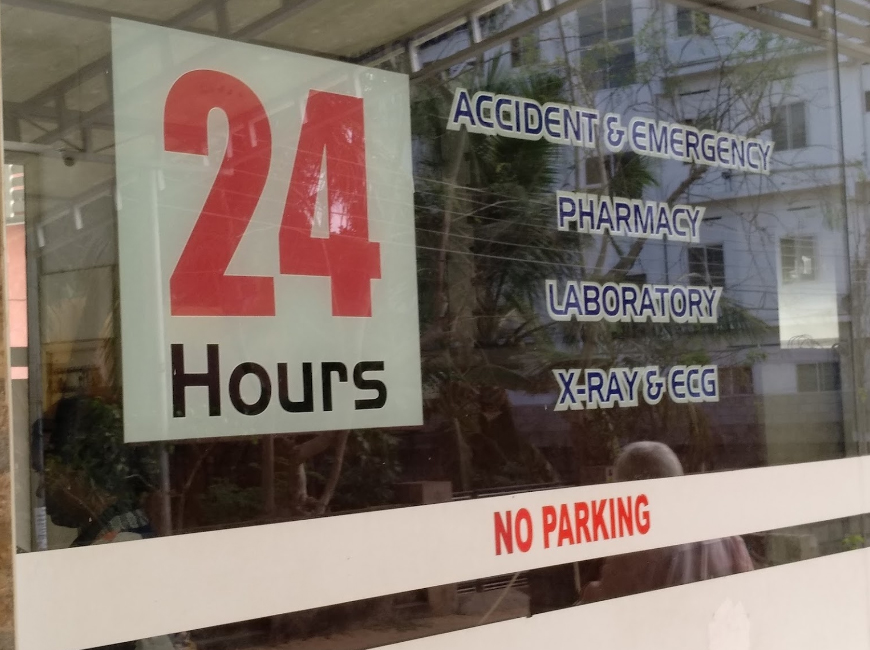 24
Hours
ACCIDENT & EMERGENCY
PHARMACY
LABORATORY
X-RAY & ECG
NO PARKING